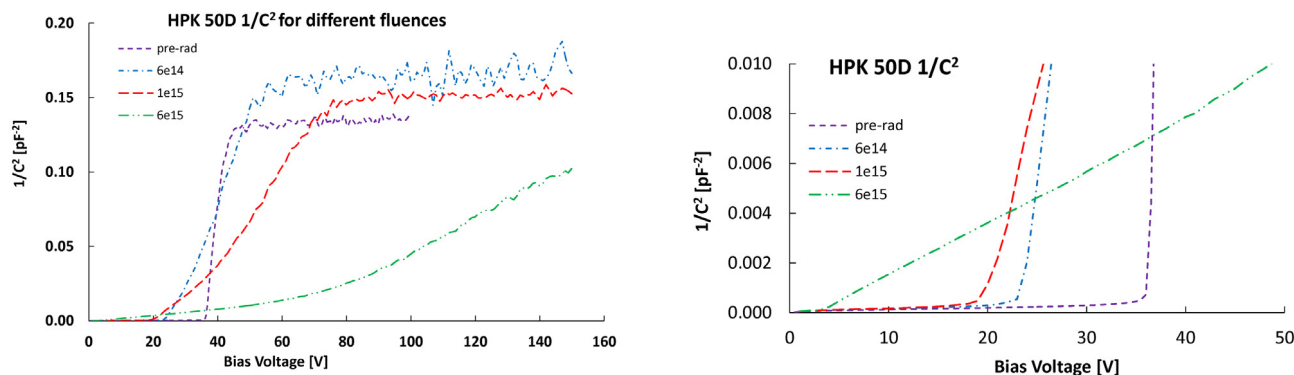 HPK 50D 1/C² for different fluences
pre-rad
6e14
1e15
6e15
1/C² [pF⁻²]
0.20
0.15
0.10
0.05
0.00
0 20 40 60 80 100 120 140 160
Bias Voltage [V]
HPK 50D 1/C²
pre-rad
6e14
1e15
6e15
1/C² [pF⁻²]
0.010
0.008
0.006
0.004
0.002
0.000
0 10 20 30 40 50
Bias Voltage [V]